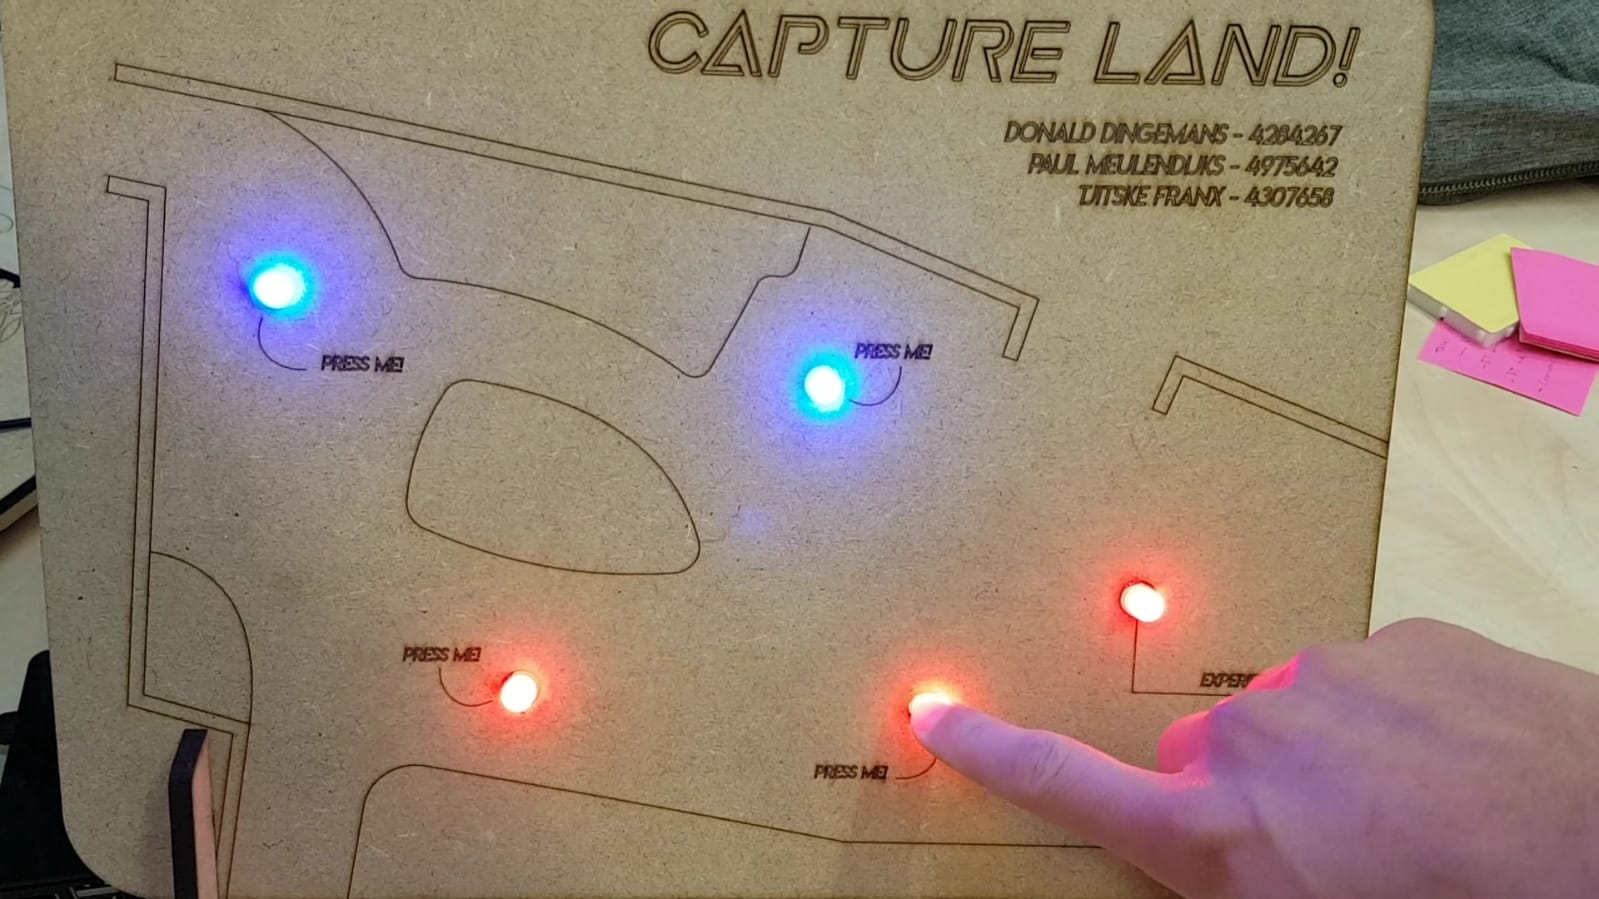 CAPTURE LAND!
DONALD DINGEMANS - 4284267
PAUL MEULENDIJKS - 4975642
TJITSKE FRANX - 4307658
PRESS ME!
PRESS ME!
PRESS ME!
PRESS ME!